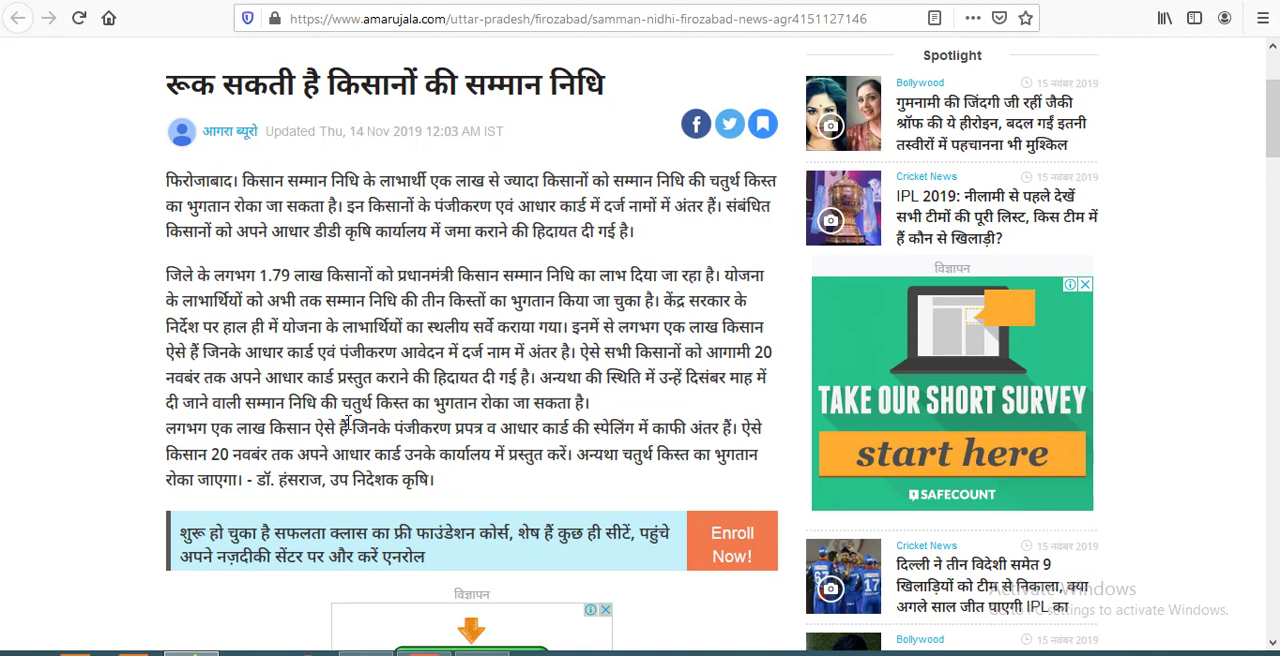 https://www.amarujala.com/uttar-pradesh/firozabad/samman-nidhi-firozabad-news-agr4151127146
रूक सकती है किसानों की सम्मान निधि
आगरा ब्यूरो Updated Thu, 14 Nov 2019 12:03 AM IST
फिरोजाबाद। किसान सम्मान निधि के लाभार्थी एक लाख से ज्यादा किसानों को सम्मान निधि की चतुर्थ किस्त
का भुगतान रोका जा सकता है। इन किसानों के पंजीकरण एवं आधार कार्ड में दर्ज नामों में अंतर हैं। संबंधित
किसानों को अपने आधार डीडी कृषि कार्यालय में जमा कराने की हिदायत दी गई है।
जिले के लगभग 1.79 लाख किसानों को प्रधानमंत्री किसान सम्मान निधि का लाभ दिया जा रहा है। योजना
के लाभार्थियों को अभी तक सम्मान निधि की तीन किस्तों का भुगतान किया जा चुका है। केंद्र सरकार के
निर्देश पर हाल ही में योजना के लाभार्थियों का स्थलीय सर्वे कराया गया। इनमें से लगभग एक लाख किसान
ऐसे हैं जिनके आधार कार्ड एवं पंजीकरण आवेदन में दर्ज नाम में अंतर है। ऐसे सभी किसानों को आगामी 20
नवबंर तक अपने आधार कार्ड प्रस्तुत कराने की हिदायत दी गई है। अन्यथा की स्थिति में उन्हें दिसंबर माह में
दी जाने वाली सम्मान निधि की चतुर्थ किस्त का भुगतान रोका जा सकता है।
लगभग एक लाख किसान ऐसे हैं जिनके पंजीकरण प्रपत्र व आधार कार्ड की स्पेलिंग में काफी अंतर हैं। ऐसे
किसान 20 नवबंर तक अपने आधार कार्ड उनके कार्यालय में प्रस्तुत करें। अन्यथा चतुर्थ किस्त का भुगतान
रोका जाएगा। - डॉ. हंसराज, उप निदेशक कृषि।
शुरू हो चुका है सफलता क्लास का फ्री फाउंडेशन कोर्स, शेष हैं कुछ ही सीटें, पहुंचे
अपने नज़दीकी सेंटर पर और करें एनरोल
Enroll
Now!
विज्ञापन
Spotlight
Bollywood 15 नवंबर 2019
गुमनामी की जिंदगी जी रहीं जैकी
श्रॉफ की ये हीरोइन, बदल गईं इतनी
तस्वीरों में पहचानना भी मुश्किल
Cricket News 15 नवंबर 2019
IPL 2019: नीलामी से पहले देखें
सभी टीमों की पूरी लिस्ट, किस टीम में
हैं कौन से खिलाड़ी?
विज्ञापन
TAKE OUR SHORT SURVEY
start here
SAFECOUNT
Cricket News 15 नवंबर 2019
दिल्ली ने तीन विदेशी समेत 9
खिलाड़ियों को टीम से निकाला, क्या
अगले साल जीत पाएगी IPL का
Activate Windows
Go to PC settings to activate Windows.
Bollywood 15 नवंबर 2019